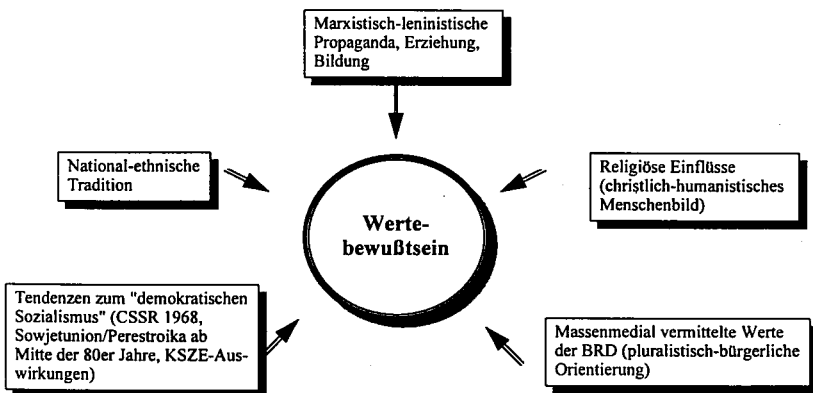 Marxistisch-leninistische
Propaganda, Erziehung,
Bildung
National-ethnische
Tradition
Religiöse Einflüsse
(christlich-humanistisches
Menschenbild)
Werte-
bewußtsein
Tendenzen zum "demokratischen
Sozialismus" (CSSR 1968,
Sowjetunion/Perestroika ab
Mitte der 80er Jahre, KSZE-Aus-
wirkungen)
Massenmedial vermittelte Werte
der BRD (pluralistisch-bürgerliche
Orientierung)